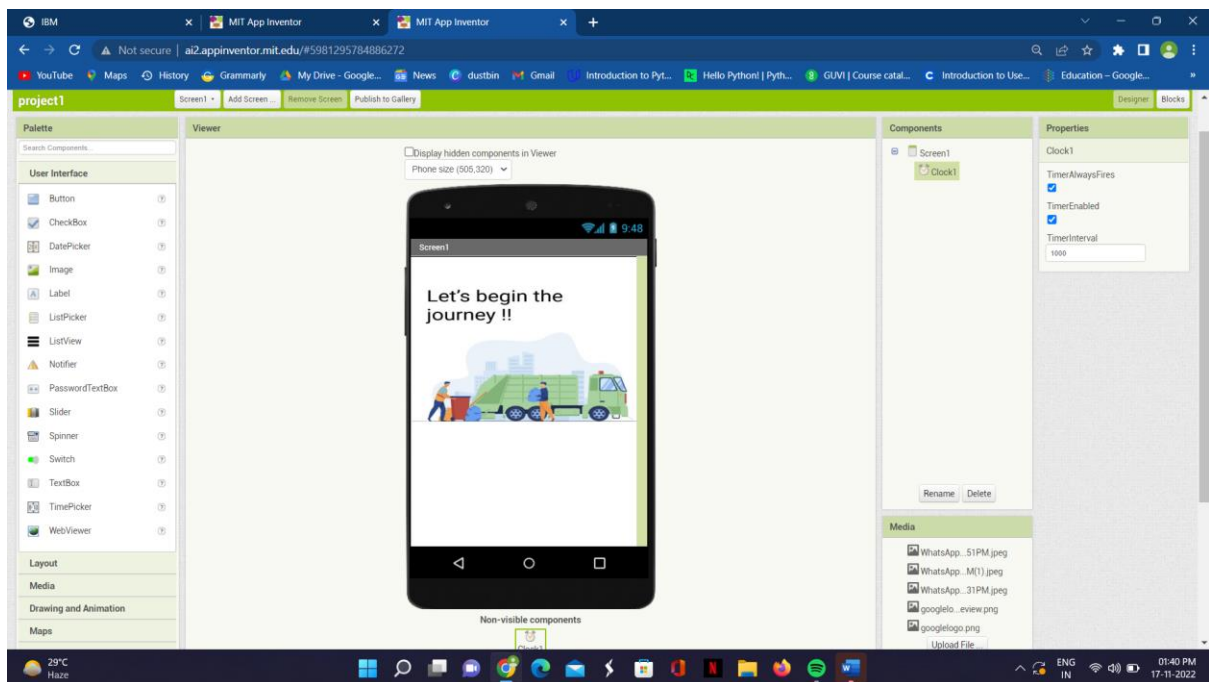 IBM
MIT App Inventor
MIT App Inventor
Not secure | ai2.appinventor.mit.edu/#5981295784886272
YouTube Maps History Grammarly My Drive - Google... News dustbin Gmail Introduction to Pyt... Hello Python! | Pyth... GUVI | Course catal... Introduction to Use... Education – Google... »
project1 Screen1 Add Screen ... Remove Screen Publish to Gallery Designer Blocks
Palette
Search Components...
User Interface
Button
CheckBox
DatePicker
Image
Label
ListPicker
ListView
Notifier
PasswordTextBox
Slider
Spinner
Switch
TextBox
TimePicker
WebViewer
Layout
Media
Drawing and Animation
Maps
Viewer
Display hidden components in Viewer
Phone size (505,320)
9:48
Screen1
Let's begin the
journey !!
Non-visible components
Clock1
Components
Screen1
Clock1
Rename Delete
Media
WhatsApp...51PM.jpeg
WhatsApp...M(1).jpeg
WhatsApp...31PM.jpeg
googlelo...eview.png
googlelogo.png
Upload File ...
Properties
Clock1
TimerAlwaysFires
TimerEnabled
TimerInterval
1000
29°C
Haze
ENG
IN
01:40 PM
17-11-2022